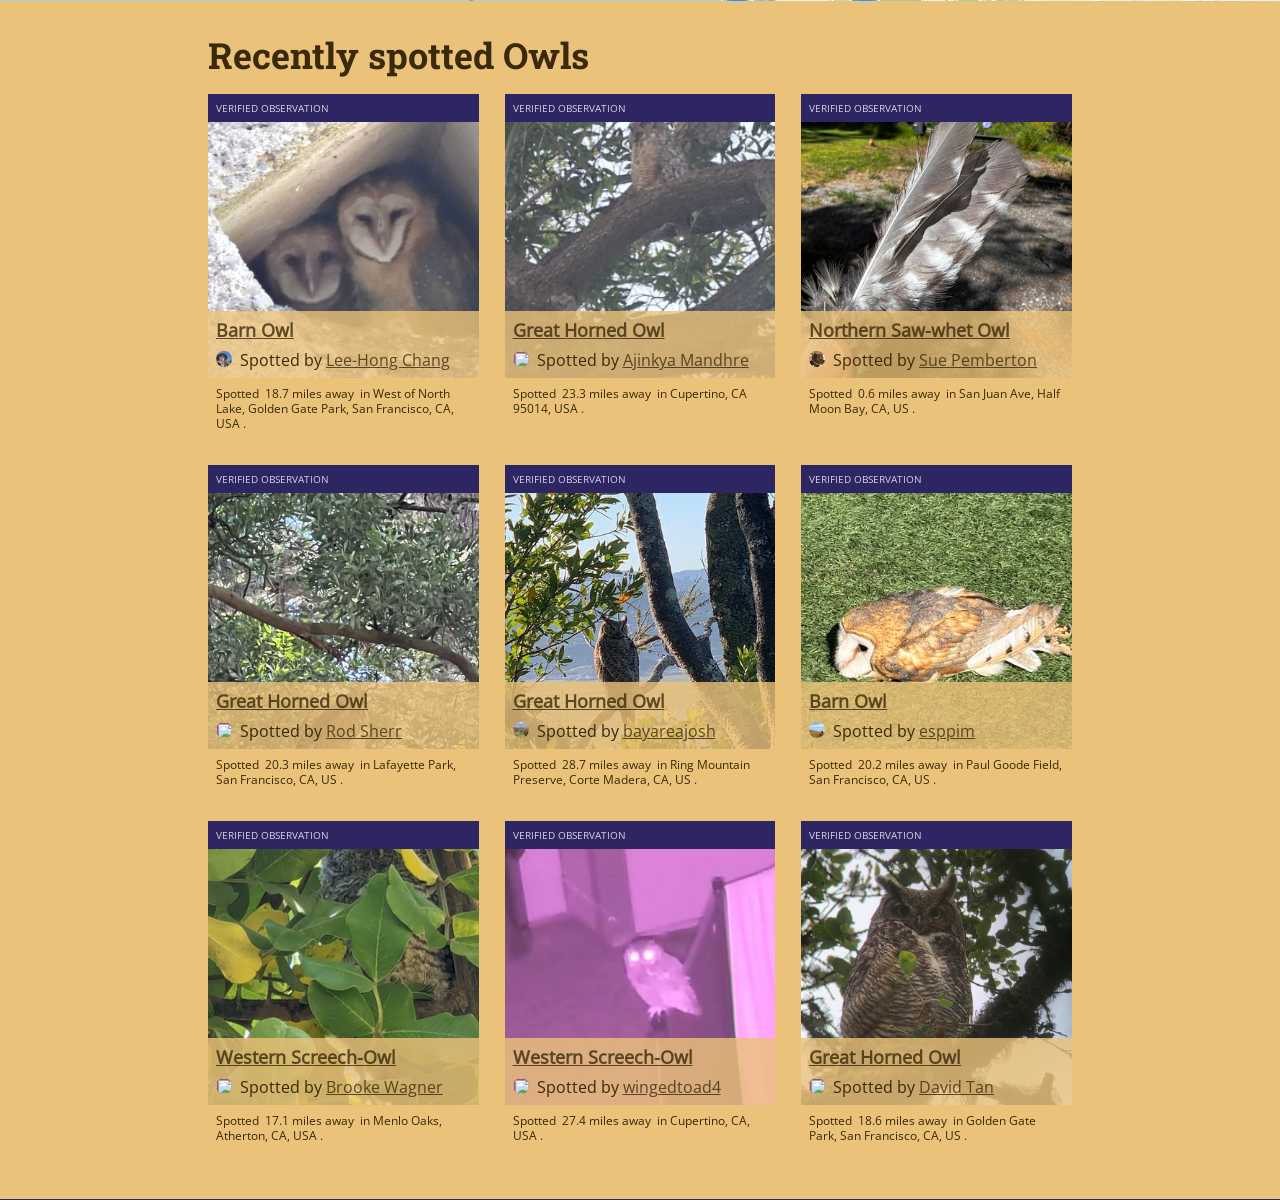 Recently spotted Owls
VERIFIED OBSERVATION
Barn Owl
Spotted by Lee-Hong Chang
Spotted 18.7 miles away in West of North
Lake, Golden Gate Park, San Francisco, CA,
USA .
VERIFIED OBSERVATION
Great Horned Owl
Spotted by Ajinkya Mandhre
Spotted 23.3 miles away in Cupertino, CA
95014, USA .
VERIFIED OBSERVATION
Northern Saw-whet Owl
Spotted by Sue Pemberton
Spotted 0.6 miles away in San Juan Ave, Half
Moon Bay, CA, US .
VERIFIED OBSERVATION
Great Horned Owl
Spotted by Rod Sherr
Spotted 20.3 miles away in Lafayette Park,
San Francisco, CA, US .
VERIFIED OBSERVATION
Great Horned Owl
Spotted by bayareajosh
Spotted 28.7 miles away in Ring Mountain
Preserve, Corte Madera, CA, US .
VERIFIED OBSERVATION
Barn Owl
Spotted by esppim
Spotted 20.2 miles away in Paul Goode Field,
San Francisco, CA, US .
VERIFIED OBSERVATION
Western Screech-Owl
Spotted by Brooke Wagner
Spotted 17.1 miles away in Menlo Oaks,
Atherton, CA, USA .
VERIFIED OBSERVATION
Western Screech-Owl
Spotted by wingedtoad4
Spotted 27.4 miles away in Cupertino, CA,
USA .
VERIFIED OBSERVATION
Great Horned Owl
Spotted by David Tan
Spotted 18.6 miles away in Golden Gate
Park, San Francisco, CA, US .